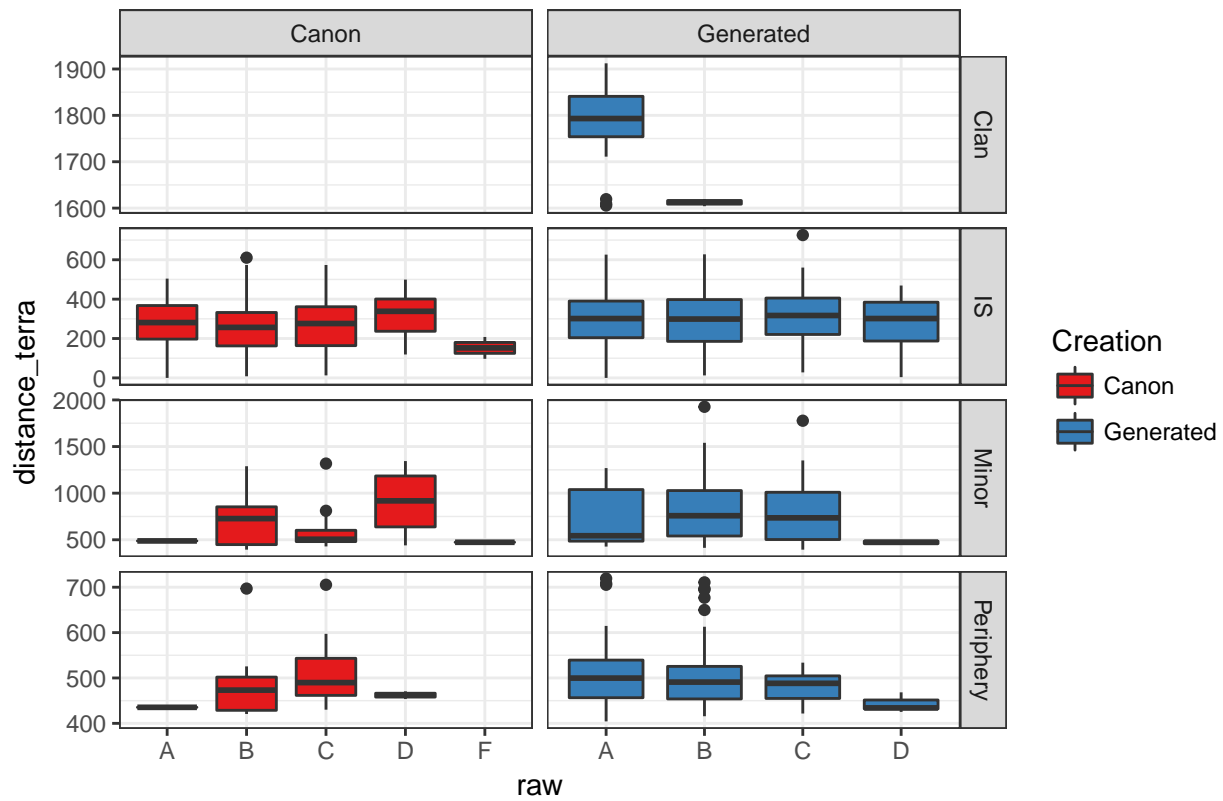 Canon
Generated
1900
1800
1700
1600
Clan
600
400
200
0
IS
2000
1500
1000
500
Minor
700
600
500
400
Periphery
A B C D F
A B C D
raw
distance_terra
Creation
Canon
Generated